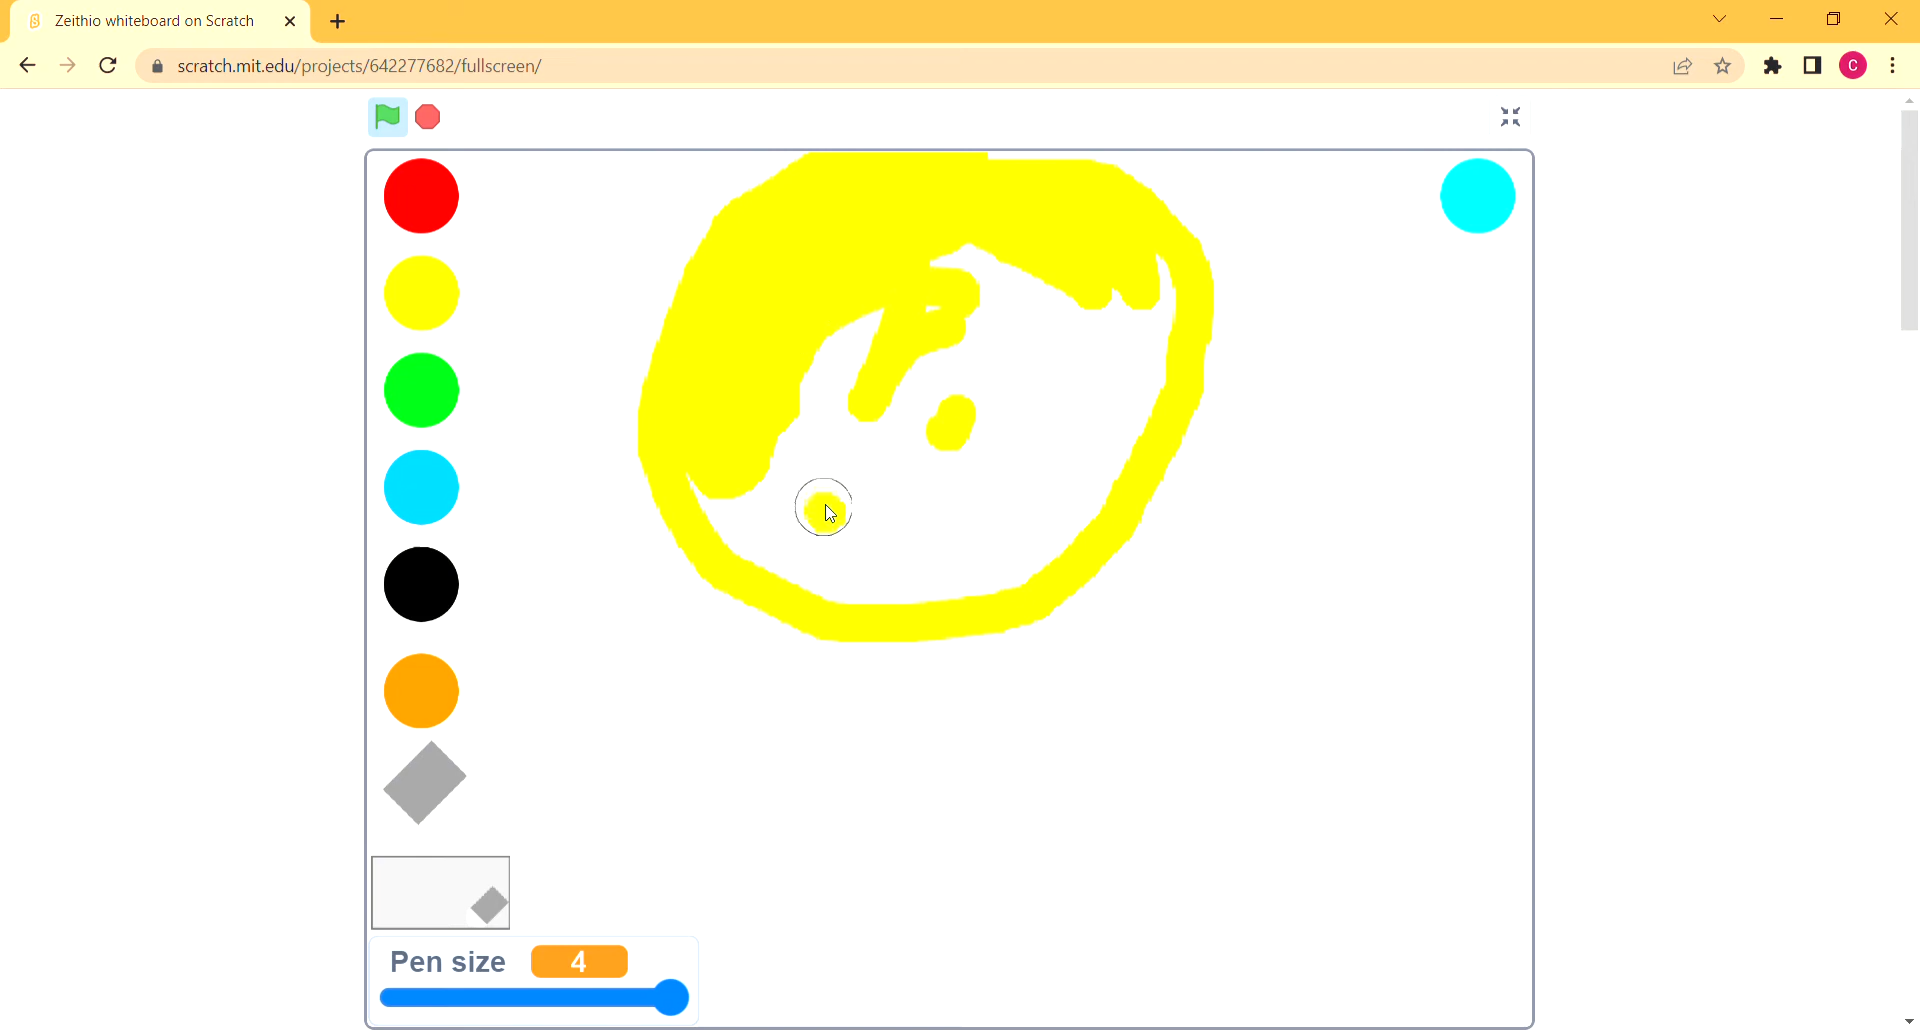 Zeithio whiteboard on Scratch
scratch.mit.edu/projects/642277682/fullscreen/
C
Pen size 4